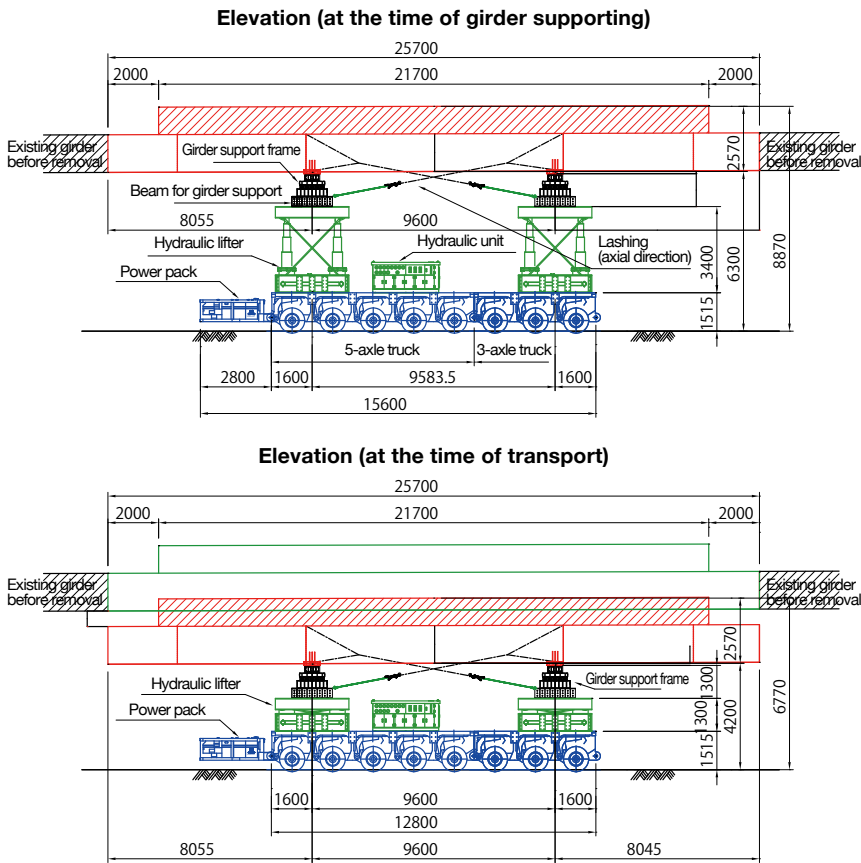 Elevation (at the time of girder supporting)
25700
2000
21700
2000
Existing girder
before removal
Girder support frame
Existing girder
before removal
2570
Beam for girder support
8055
9600
Hydraulic lifter
Hydraulic unit
Lashing
(axial direction)
Power pack
3400
6300
8870
1515
5-axle truck
3-axle truck
2800
1600
9583.5
1600
15600
Elevation (at the time of transport)
25700
2000
21700
2000
Existing girder
before removal
Existing girder
before removal
2570
Hydraulic lifter
Girder support frame
Power pack
1300
1300
4200
6770
1515
1600
9600
1600
12800
8055
9600
8045